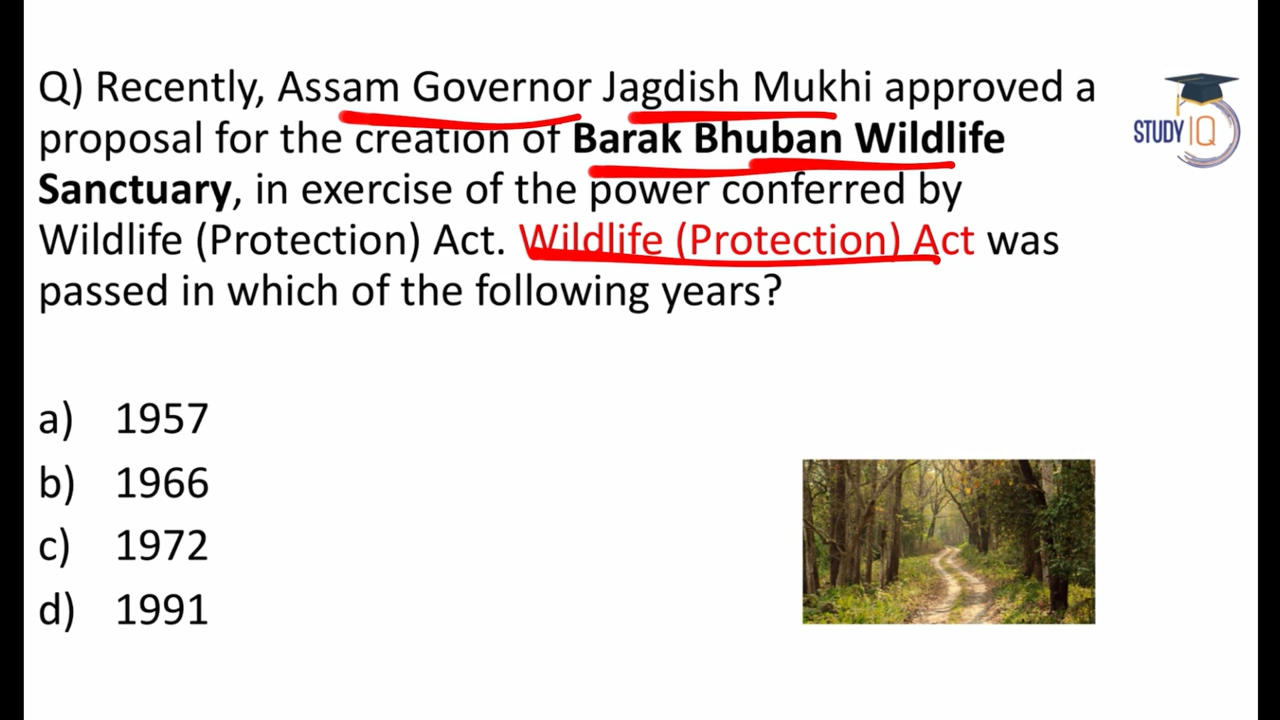 Q) Recently, Assam Governor Jagdish Mukhi approved a
proposal for the creation of Barak Bhuban Wildlife
Sanctuary, in exercise of the power conferred by
Wildlife (Protection) Act. Wildlife (Protection) Act was
passed in which of the following years?
STUDY IQ
a) 1957
b) 1966
c) 1972
d) 1991